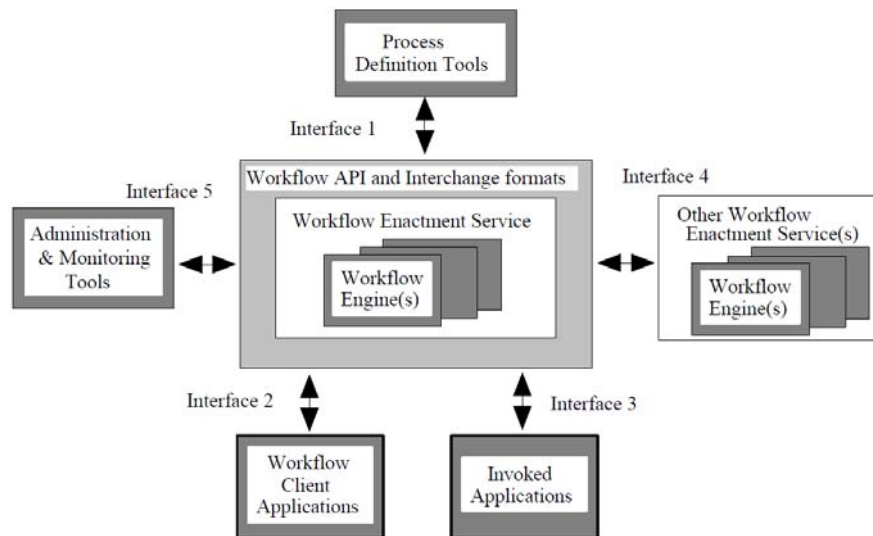 Process
Definition Tools
Interface 1
Workflow API and Interchange formats
Interface 5
Interface 4
Workflow Enactment Service
Workflow
Engine(s)
Administration
& Monitoring
Tools
Other Workflow
Enactment Service(s)
Workflow
Engine(s)
Interface 2
Interface 3
Workflow
Client
Applications
Invoked
Applications